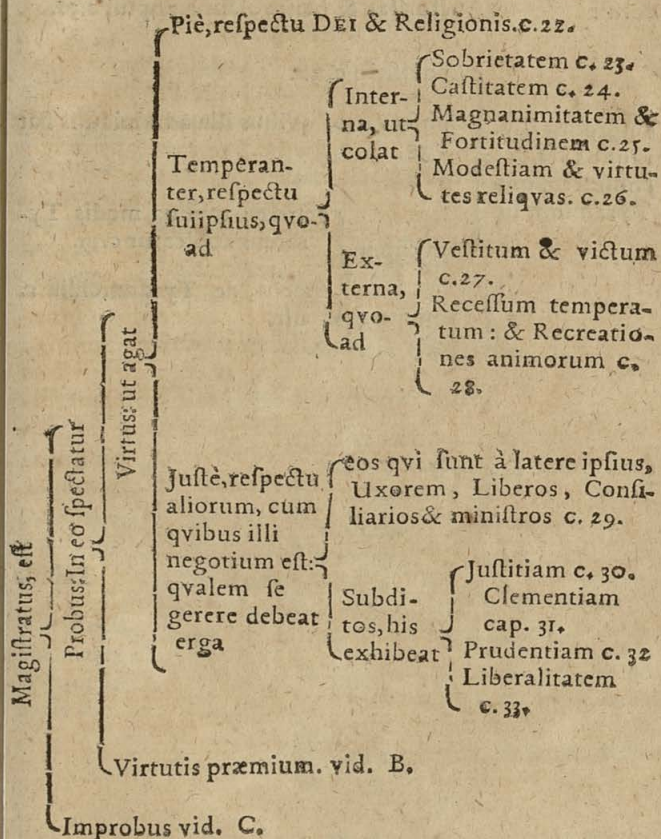 Magiſtratus, eſt
Probus: In eo ſpectatur
Virtus: ut agat
Piè, reſpectu DEI & Religionis. c. 22.
Temperan-
ter, reſpectu
ſuiipſius, qvo-
ad
Inter-
na, ut
colat
Sobrietatem c. 23.
Caſtitatem c. 24.
Magnanimitatem &
Fortitudinem c. 25.
Modeſtiam & virtu-
tes reliqvas. c. 26.
Ex-
terna,
qvo-
ad
Veſtitum & victum
c. 27.
Receſſum tempera-
tum: & Recreatio-
nes animorum c.
28.
Juſtè, reſpectu
aliorum, cum
qvibus illi
negotium eſt:
qvalem ſe
gerere debeat
erga
eos qvi ſunt à latere ipſius,
Uxorem, Liberos, Conſi-
liarios & miniſtros c. 29.
Subdi-
tos, his
exhibeat
Juſtitiam c. 30.
Clementiam
cap. 31.
Prudentiam c. 32
Liberalitatem
c. 33.
Virtutis præmium. vid. B.
Improbus vid. C.